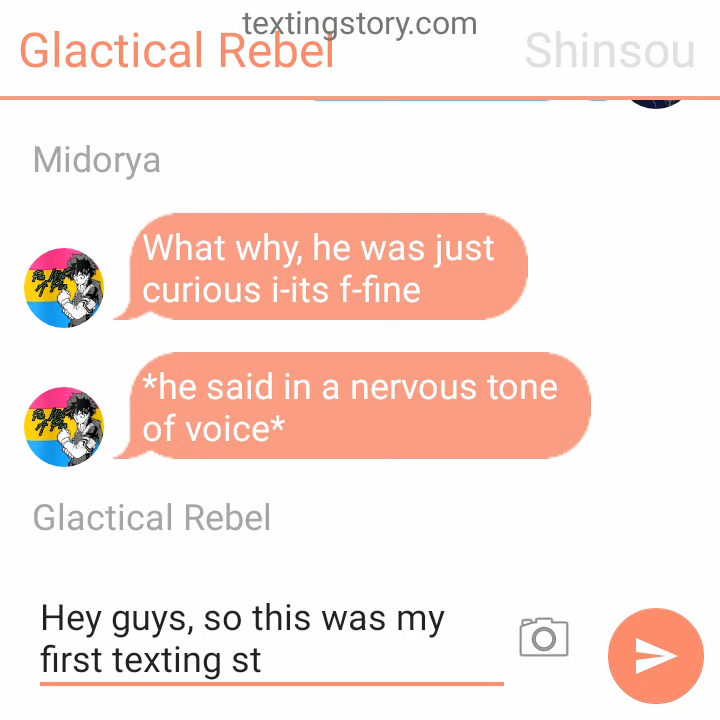 textingstory.com
Glactical Rebel
Shinsou
Midorya
What why, he was just
curious i-its f-fine
*he said in a nervous tone
of voice*
Glactical Rebel
Hey guys, so this was my
first texting st